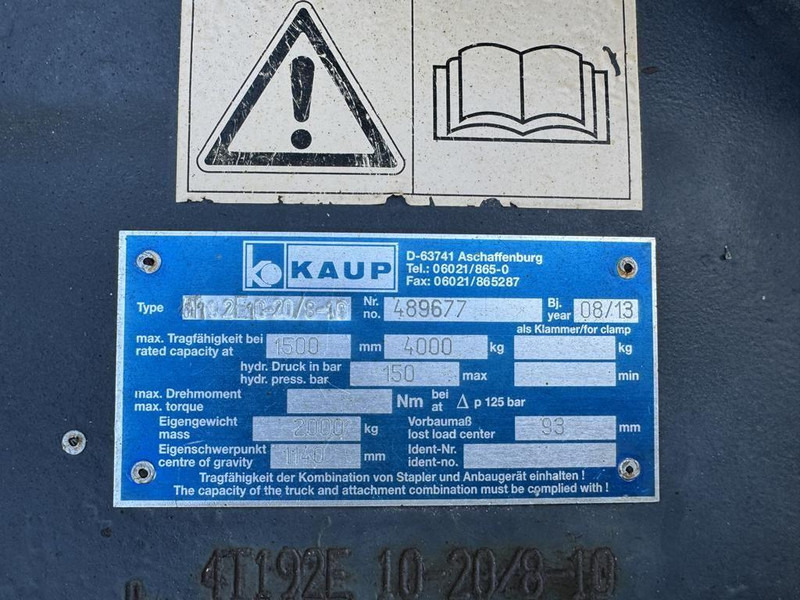 KAUP
D-63741 Aschaffenburg
Tel.: 06021/865-0
Fax: 06021/865287
Type Nr. no. 489677 Bj. year 08/13
als Klammer/for clamp
max. Tragfähigkeit bei rated capacity at 1500 mm 4000 kg kg
hydr. Druck in bar hydr. press. bar 150 max min
max. Drehmoment max. torque Nm bei at Δ p 125 bar
Eigengewicht mass 2000 kg Vorbaumaß lost load center 93 mm
Eigenschwerpunkt centre of gravity mm Ident-Nr. ident-no.
Tragfähigkeit der Kombination von Stapler und Anbaugerät einhalten !
The capacity of the truck and attachment combination must be complied with !
4T192E 10-20/8-10